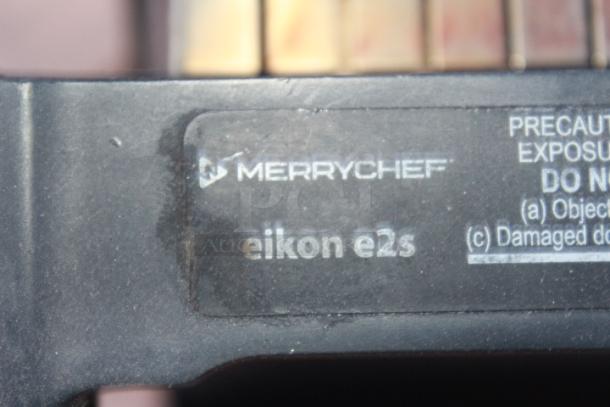 MERRYCHEF
eikon e2s
PRECAUT
EXPOSU
DO NO
(a) Object
(c) Damaged do